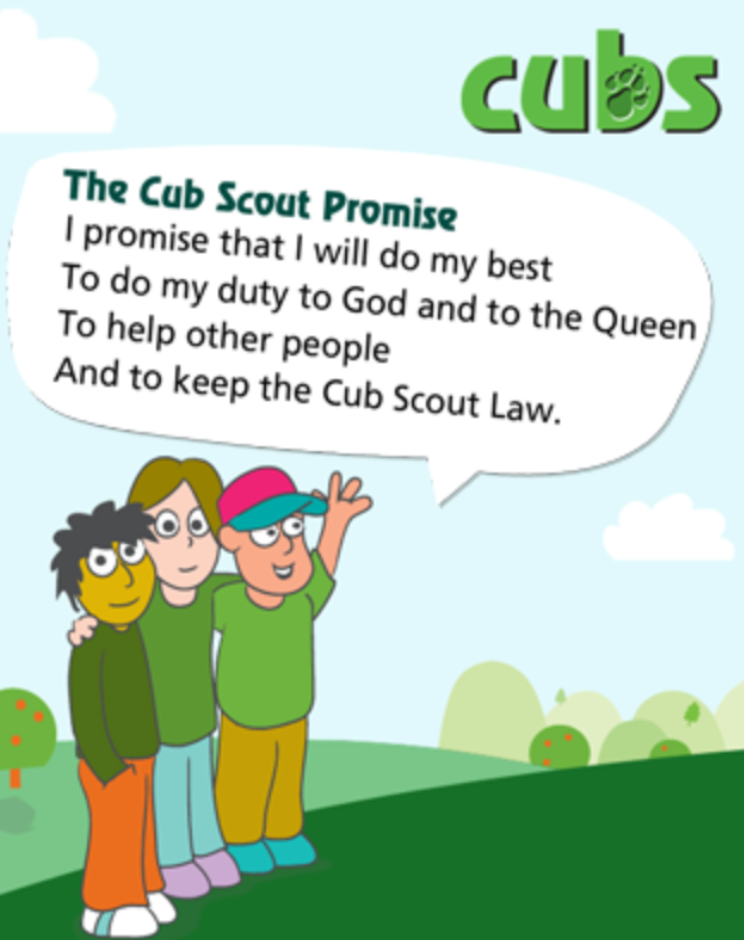 cubs
The Cub Scout Promise
I promise that I will do my best
To do my duty to God and to the Queen
To help other people
And to keep the Cub Scout Law.